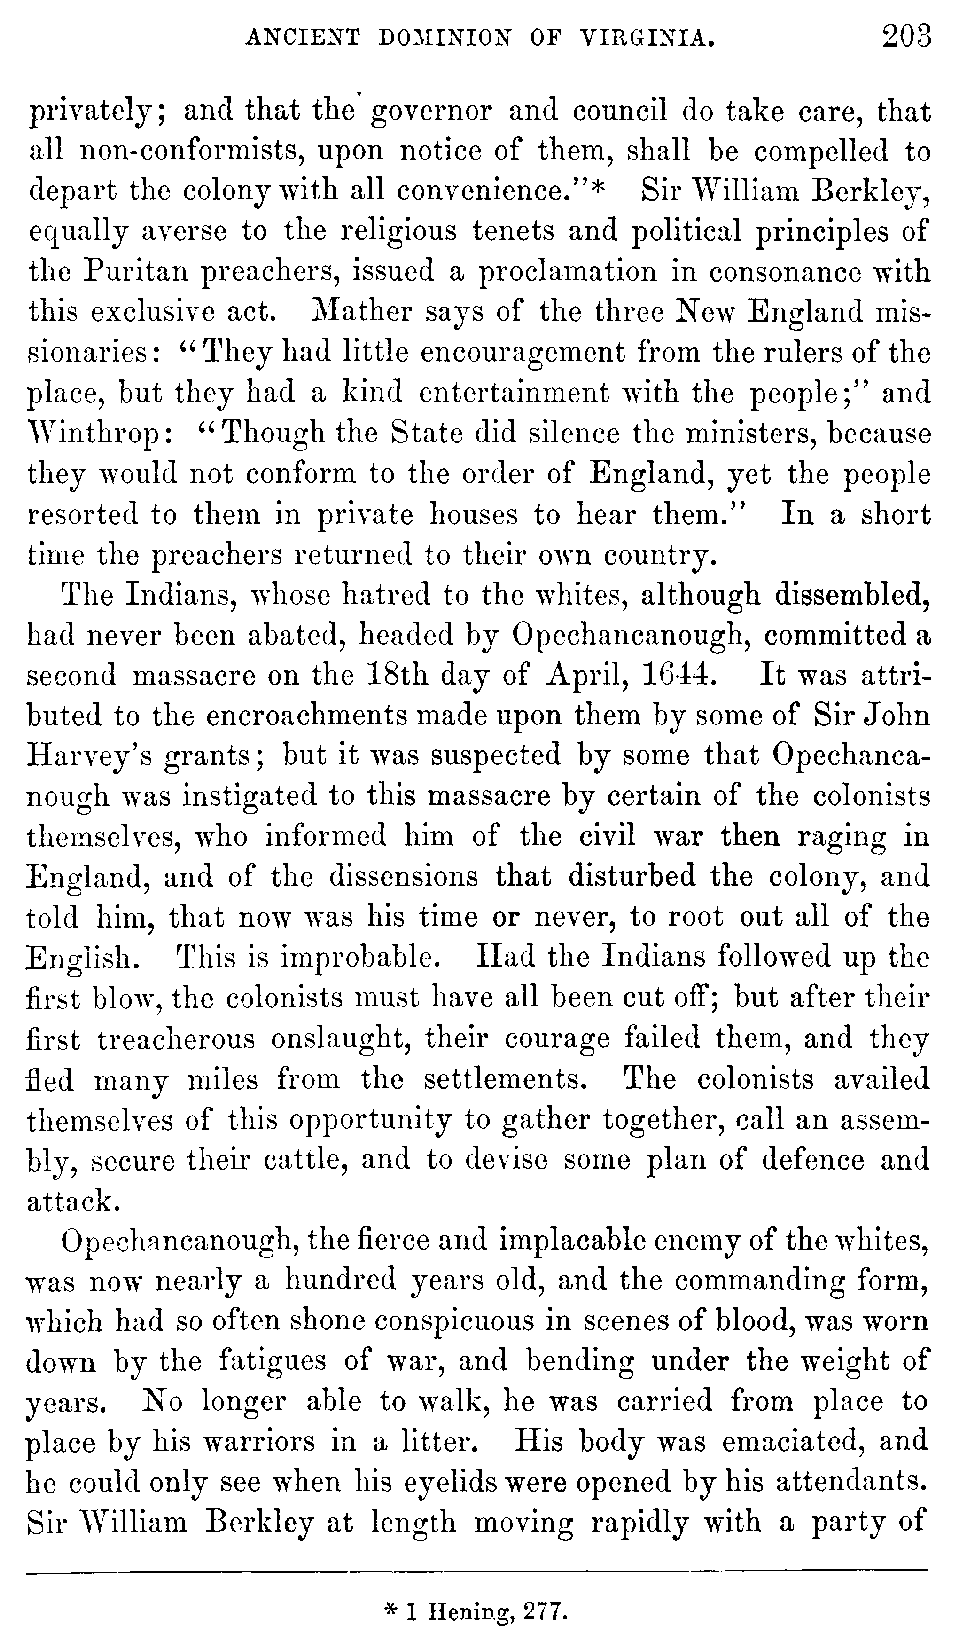 ANCIENT DOMINION OF VIRGINIA. 203
privately; and that the governor and council do take care, that
all non-conformists, upon notice of them, shall be compelled to
depart the colony with all convenience."* Sir William Berkley,
equally averse to the religious tenets and political principles of
the Puritan preachers, issued a proclamation in consonance with
this exclusive act. Mather says of the three New England mis-
sionaries: "They had little encouragement from the rulers of the
place, but they had a kind entertainment with the people;" and
Winthrop: "Though the State did silence the ministers, because
they would not conform to the order of England, yet the people
resorted to them in private houses to hear them." In a short
time the preachers returned to their own country.
The Indians, whose hatred to the whites, although dissembled,
had never been abated, headed by Opechancanough, committed a
second massacre on the 18th day of April, 1644. It was attri-
buted to the encroachments made upon them by some of Sir John
Harvey's grants; but it was suspected by some that Opechanca-
nough was instigated to this massacre by certain of the colonists
themselves, who informed him of the civil war then raging in
England, and of the dissensions that disturbed the colony, and
told him, that now was his time or never, to root out all of the
English. This is improbable. Had the Indians followed up the
first blow, the colonists must have all been cut off; but after their
first treacherous onslaught, their courage failed them, and they
fled many miles from the settlements. The colonists availed
themselves of this opportunity to gather together, call an assem-
bly, secure their cattle, and to devise some plan of defence and
attack.
Opechancanough, the fierce and implacable enemy of the whites,
was now nearly a hundred years old, and the commanding form,
which had so often shone conspicuous in scenes of blood, was worn
down by the fatigues of war, and bending under the weight of
years. No longer able to walk, he was carried from place to
place by his warriors in a litter. His body was emaciated, and
he could only see when his eyelids were opened by his attendants.
Sir William Berkley at length moving rapidly with a party of
* 1 Hening, 277.